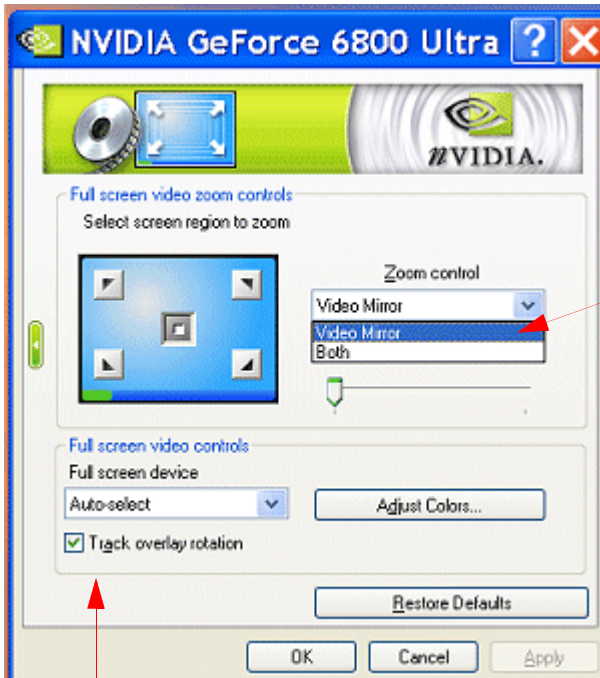 NVIDIA GeForce 6800 Ultra
nVIDIA.
Full screen video zoom controls
Select screen region to zoom
Zoom control
Video Mirror
Video Mirror
Both
Full screen video controls
Full screen device
Auto-select
Adjust Colors...
Track overlay rotation
Restore Defaults
OK Cancel Apply